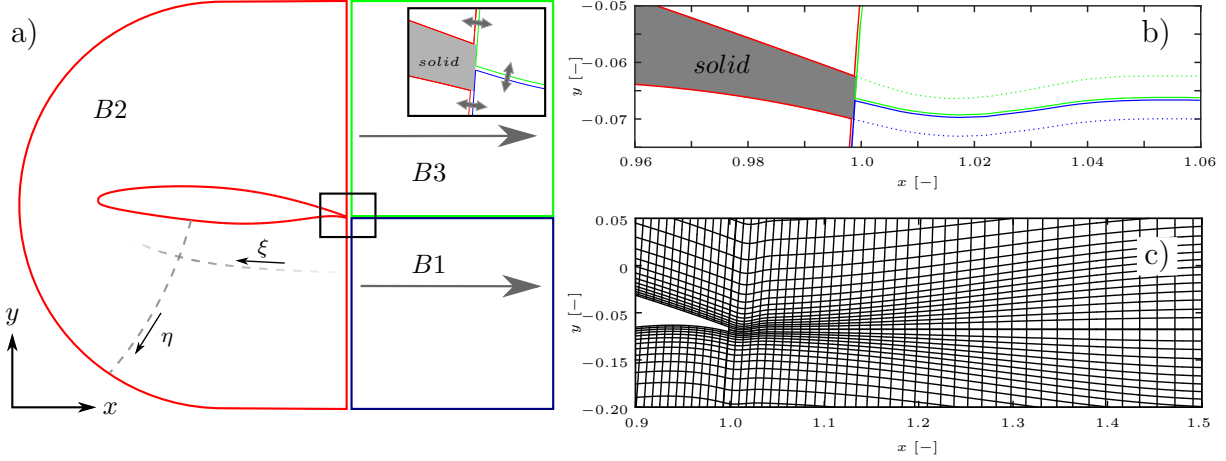 a)
B2
solid
B3
ξ
B1
η
y
x
b)
solid
y [−]
−0.05
−0.06
−0.07
0.96
0.98
1.0
1.02
1.04
1.06
x [−]
c)
y [−]
0.05
0
−0.05
−0.15
−0.20
0.9
1.0
1.1
1.2
1.3
1.4
1.5
x [−]